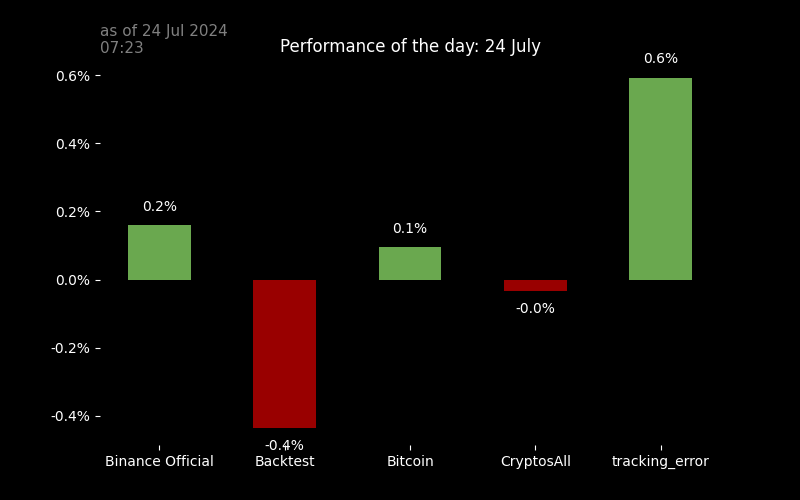 as of 24 Jul 2024
07:23
Performance of the day: 24 July
0.6%
0.6%
0.4%
0.2%
0.2%
0.1%
0.0%
-0.0%
-0.2%
-0.4%
-0.4%
Binance Official
Backtest
Bitcoin
CryptosAll
tracking_error